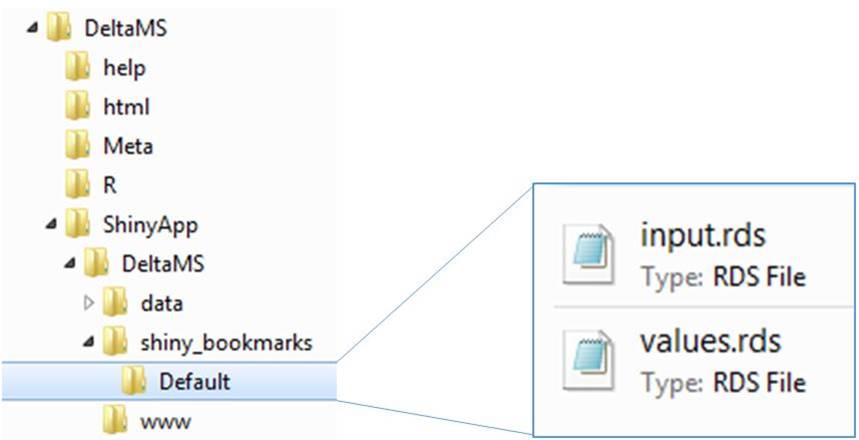 DeltaMS
help
html
Meta
R
ShinyApp
DeltaMS
data
shiny_bookmarks
Default
www
input.rds
Type: RDS File
values.rds
Type: RDS File